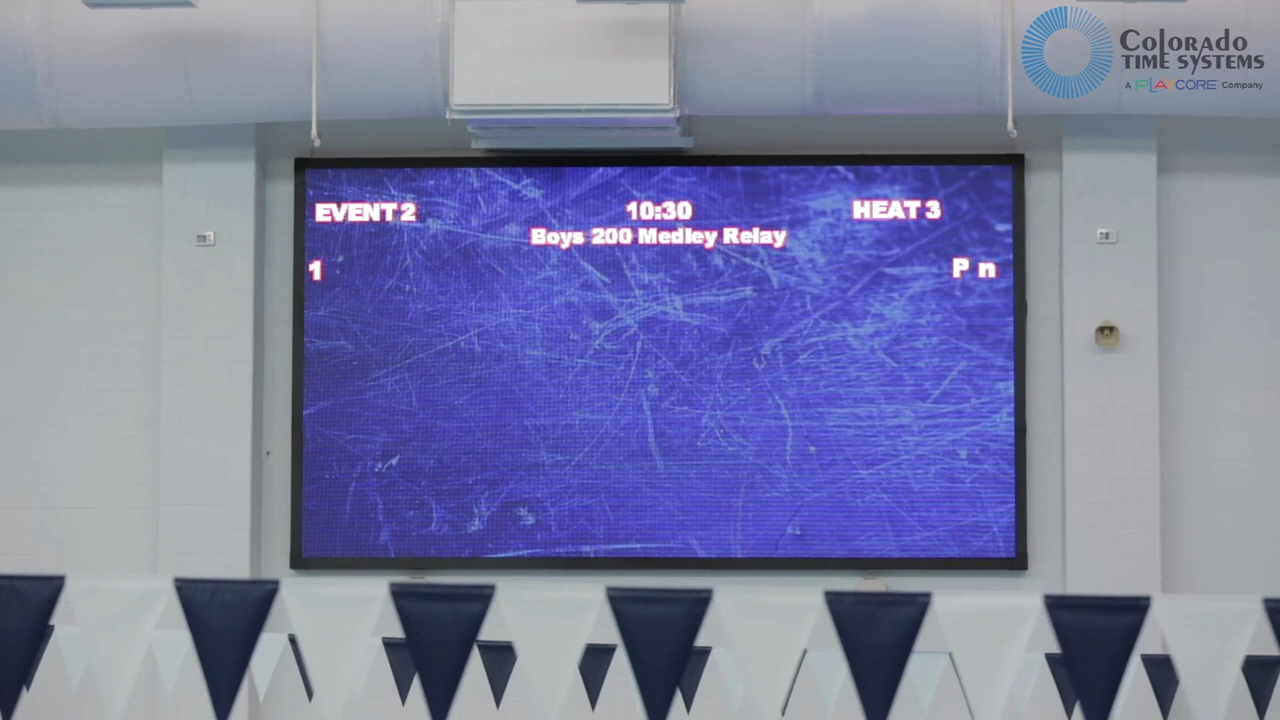 Colorado
TIME SYSTEMS
A PLAYCORE Company
EVENT 2 10:30 HEAT 3
Boys 200 Medley Relay
1 P n